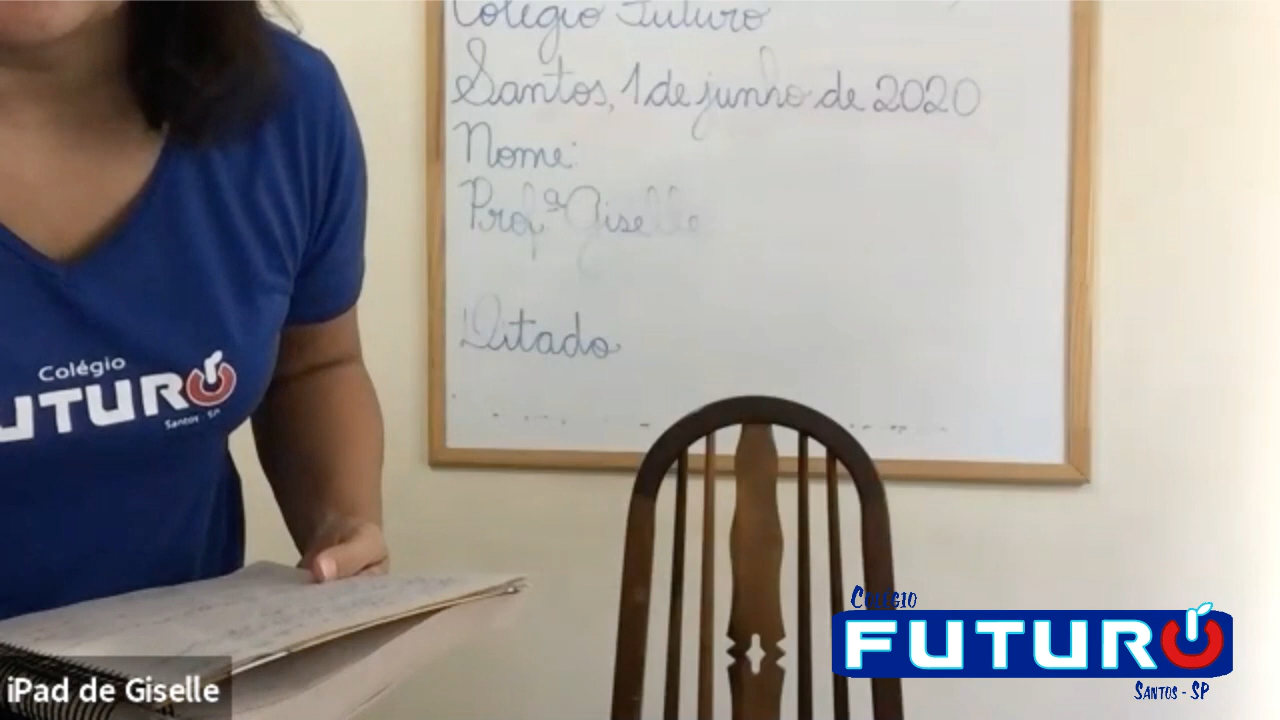 Colégio Futuro
Santos, 1 de junho de 2020
Nome:
Profª Giselle
Ditado
Colégio
UTURO
Santos - SP
iPad de Giselle
COLÉGIO
FUTURO
SANTOS - SP